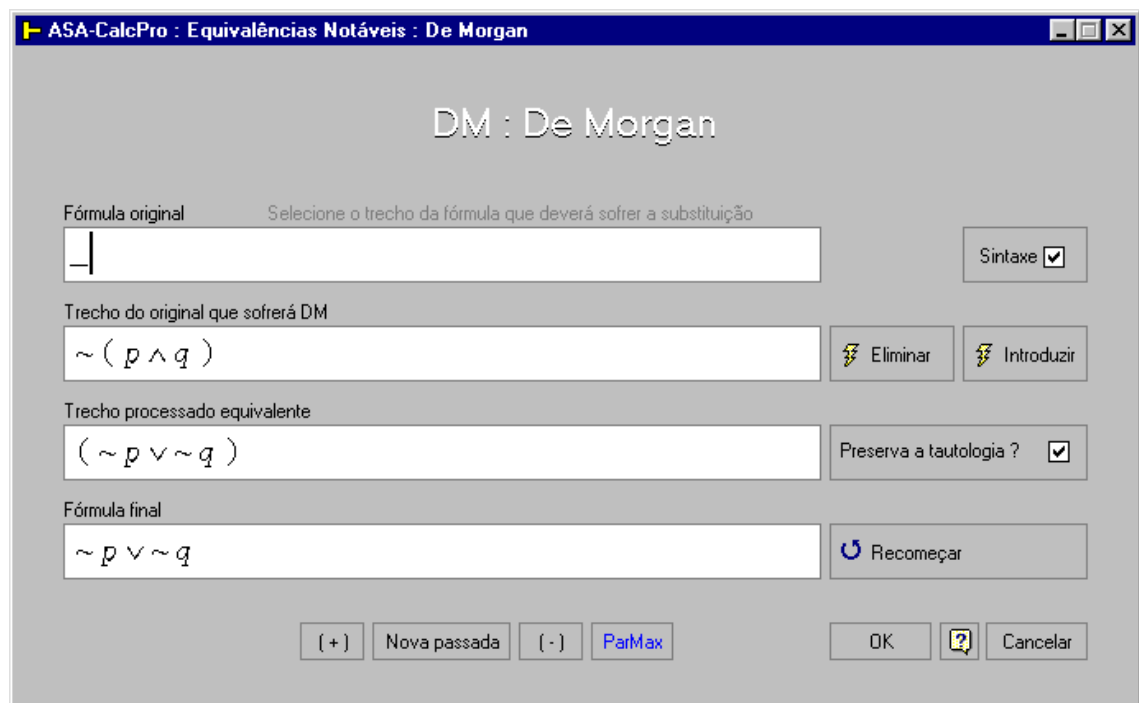 ASA-CalcPro : Equivalências Notáveis : De Morgan
DM : De Morgan
Fórmula original Selecione o trecho da fórmula que deverá sofrer a substituição
_
Sintaxe
Trecho do original que sofrerá DM
~ ( p ∧ q )
Eliminar
Introduzir
Trecho processado equivalente
( ~ p ∨ ~ q )
Preserva a tautologia ?
Fórmula final
~ p ∨ ~ q
Recomeçar
(+) Nova passada (-) ParMax OK ? Cancelar